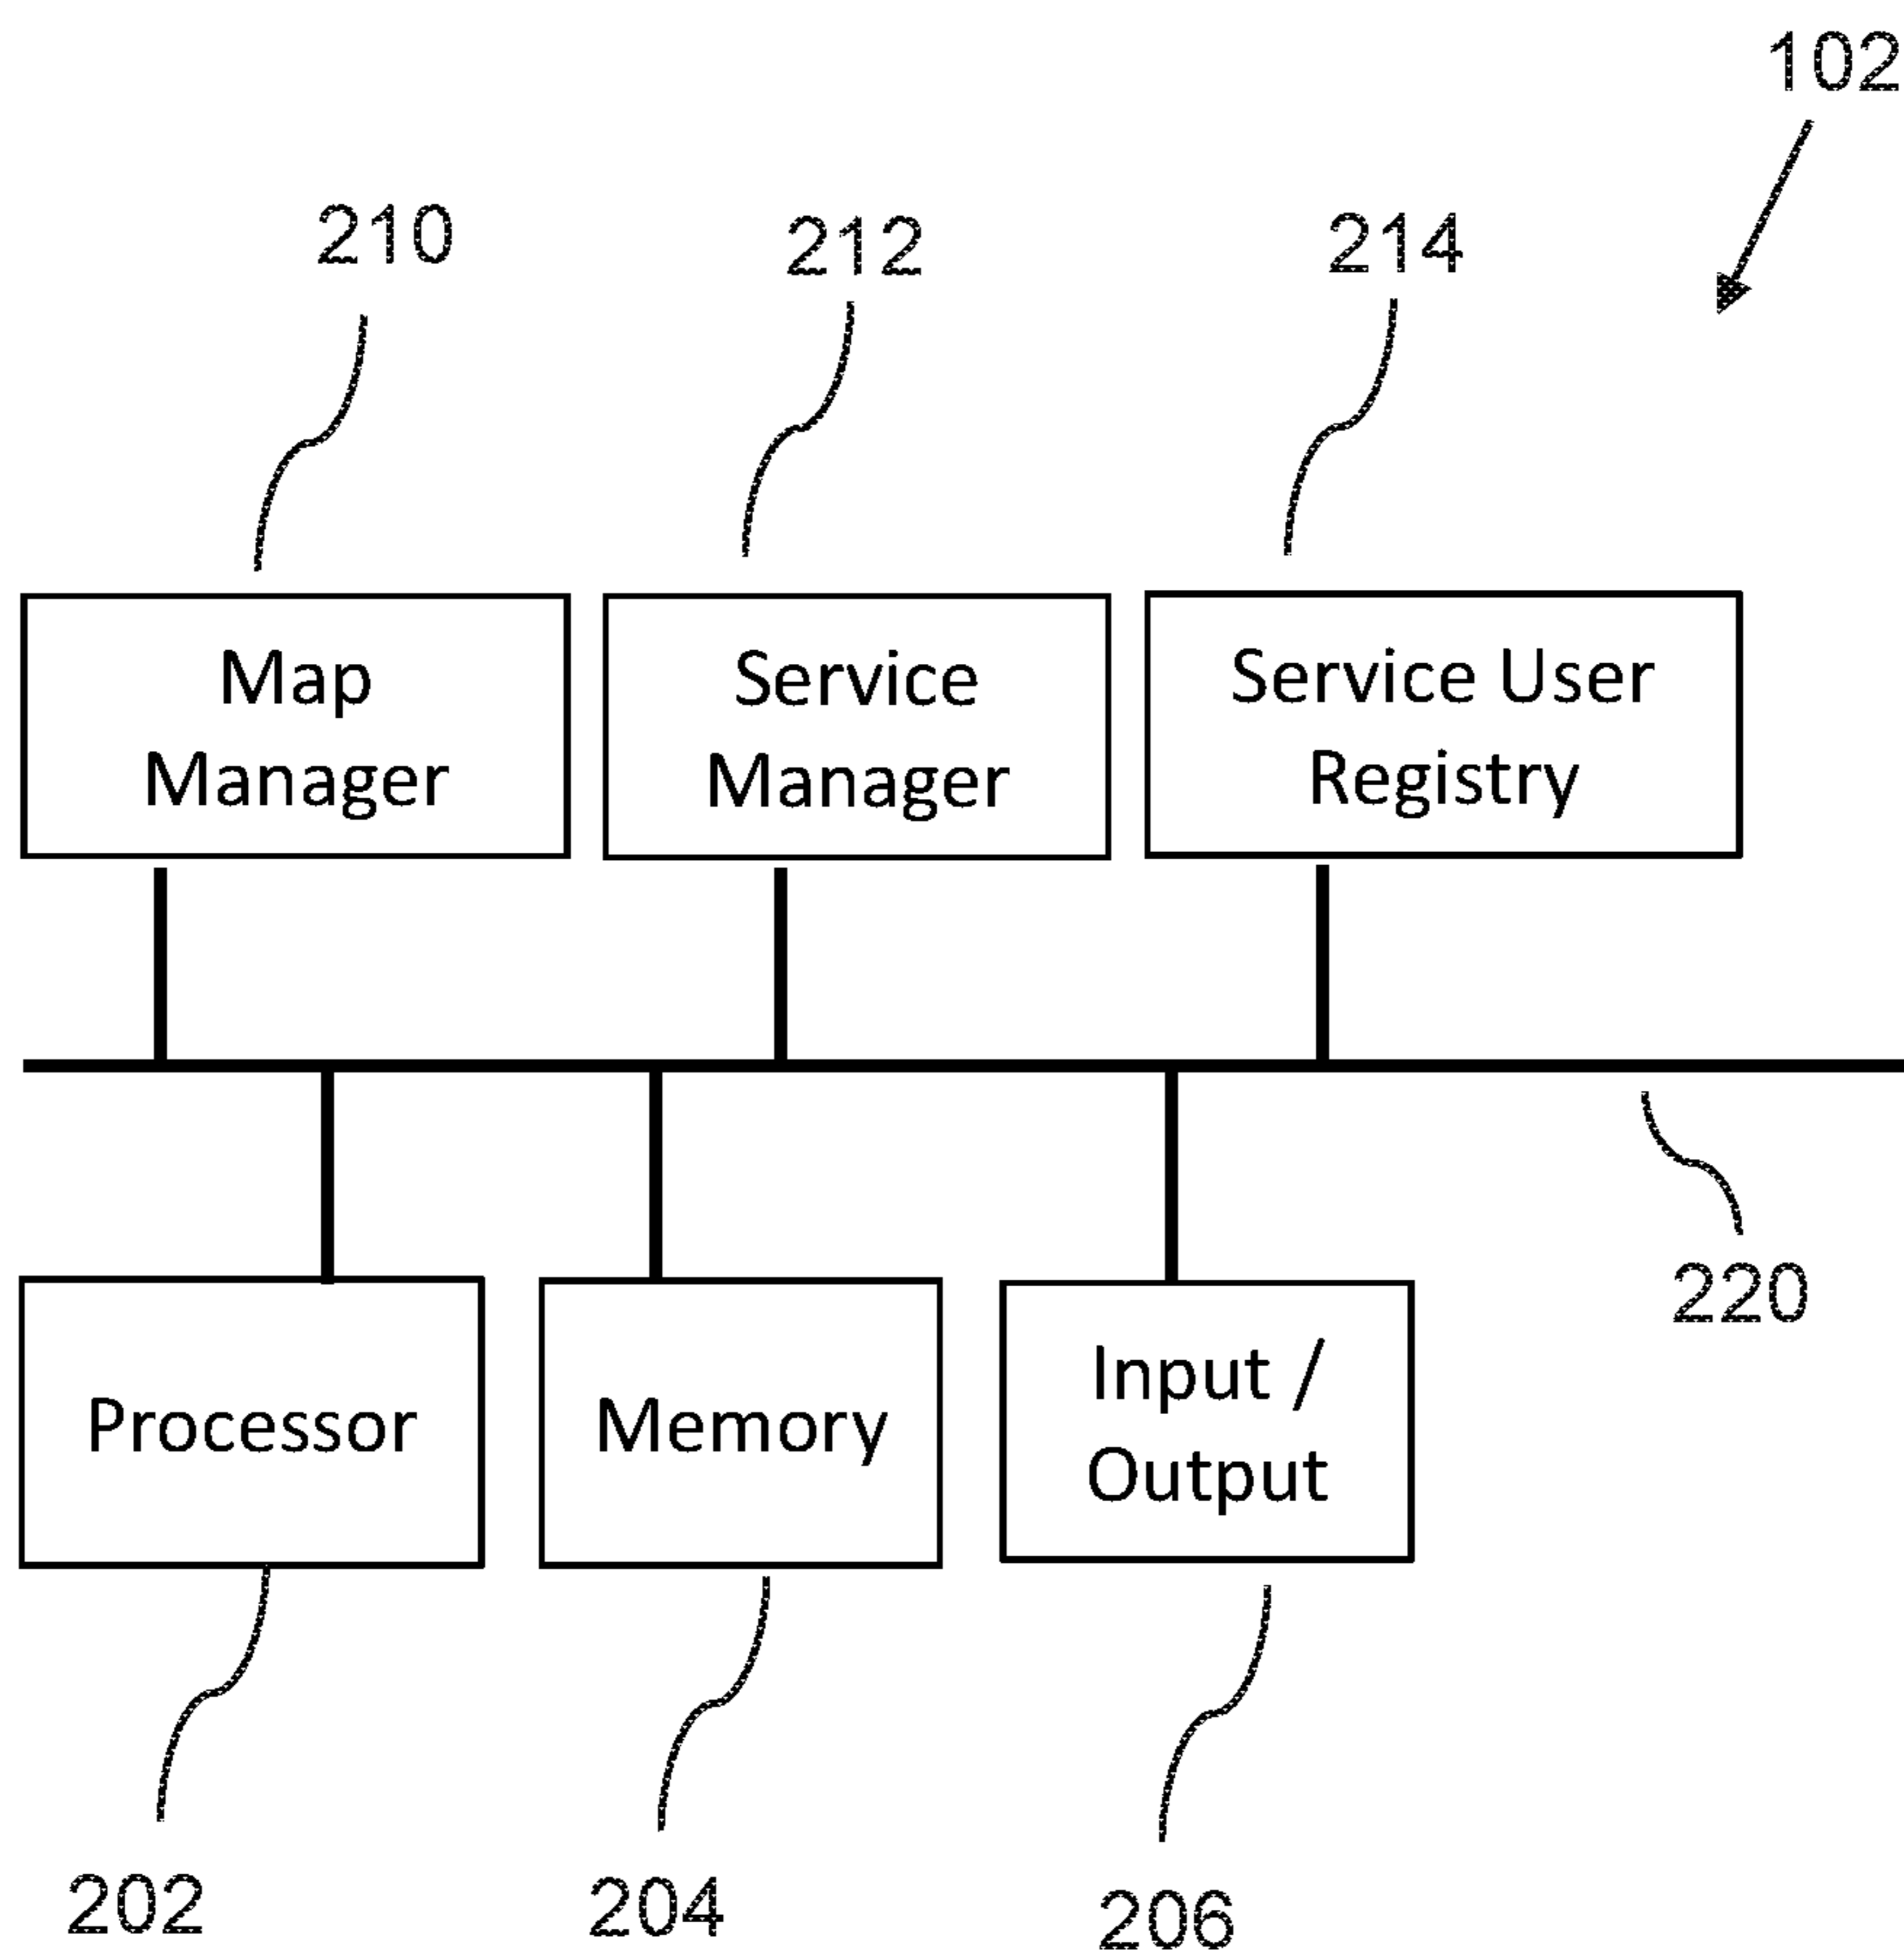 102
210
212
214
Map
Manager
Service
Manager
Service User
Registry
220
Processor
Memory
Input /
Output
202
204
206